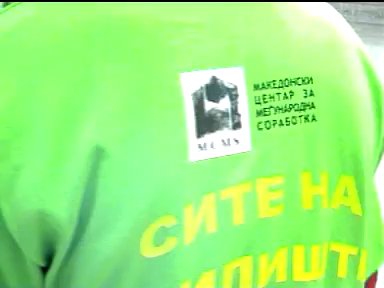 МАКЕДОНСКИ
ЦЕНТАР ЗА
МЕЃУНАРОДНА
СОРАБОТКА
MCMS
СИТЕ НА